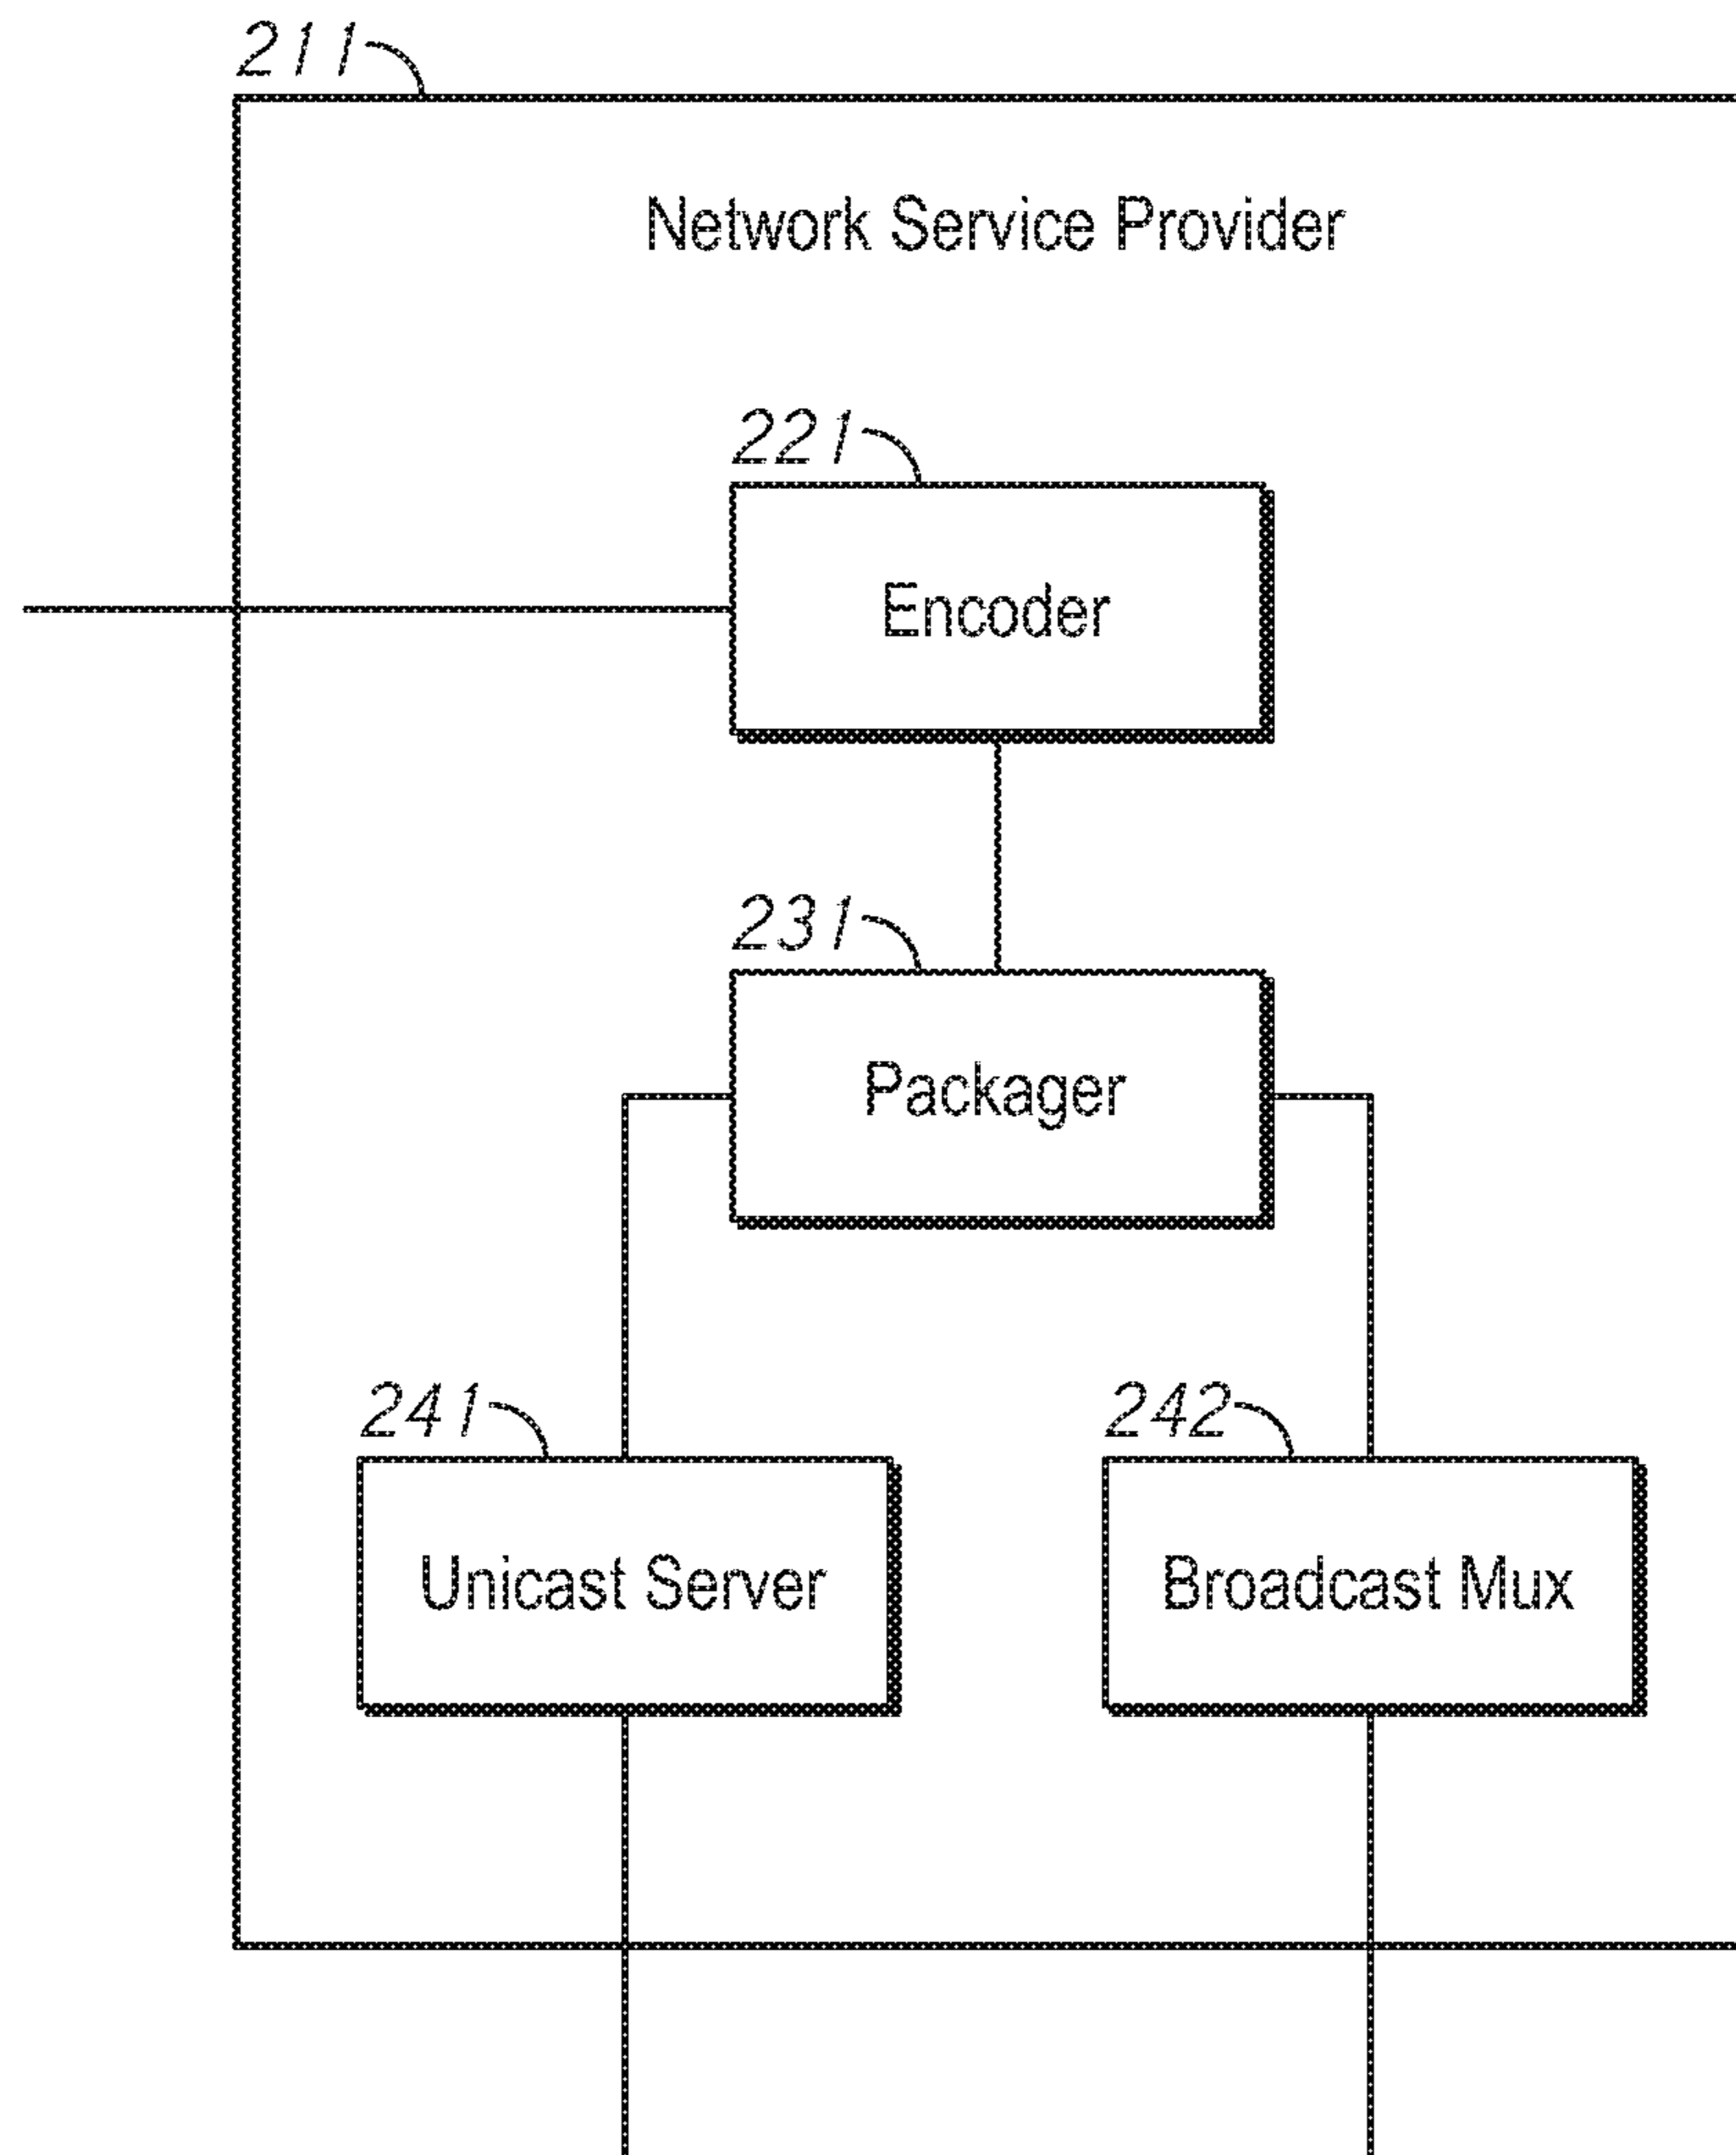 211
Network Service Provider
221
Encoder
231
Packager
241
242
Unicast Server
Broadcast Mux